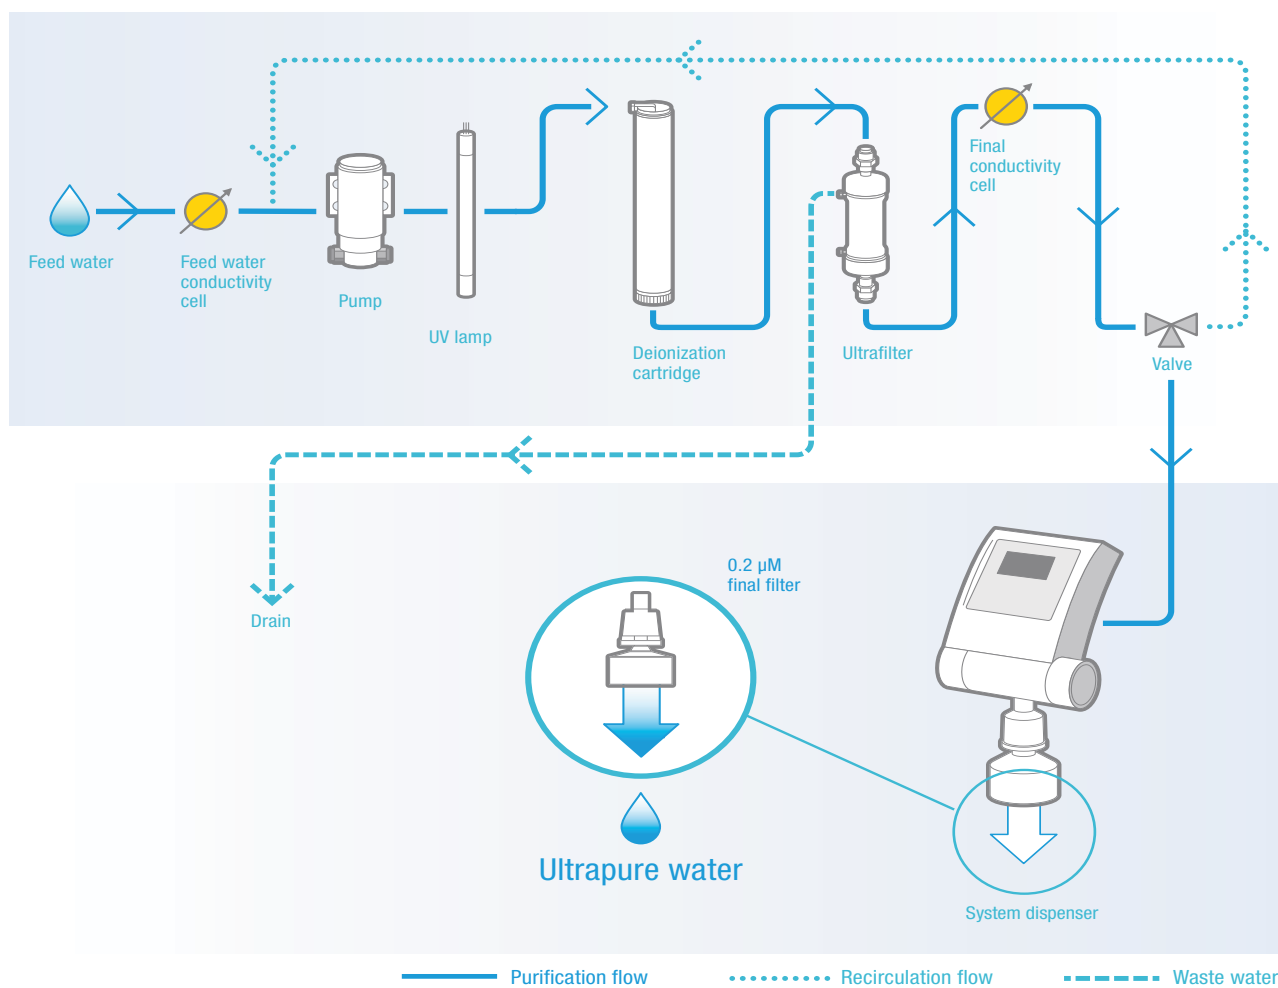 Feed water
Feed water
conductivity
cell
Pump
UV lamp
Deionization
cartridge
Ultrafilter
Final
conductivity
cell
Valve
Drain
0.2 µM
final filter
Ultrapure water
System dispenser
Purification flow
Recirculation flow
Waste water